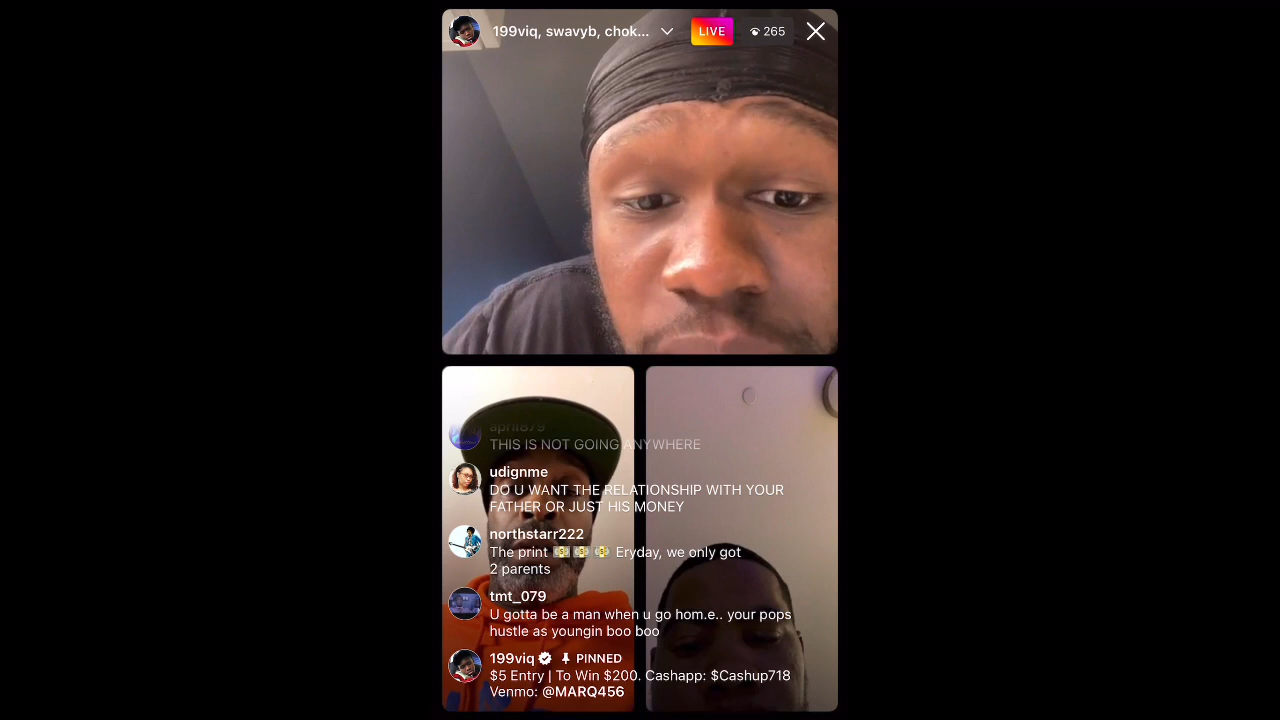 199viq, swavyb, chok...
LIVE
265
april879
THIS IS NOT GOING ANYWHERE
udignme
DO U WANT THE RELATIONSHIP WITH YOUR
FATHER OR JUST HIS MONEY
northstarr222
The print 💵💵💵 Eryday, we only got
2 parents
tmt_079
U gotta be a man when u go hom.e.. your pops
hustle as youngin boo boo
199viq PINNED
$5 Entry | To Win $200. Cashapp: $Cashup718
Venmo: @MARQ456